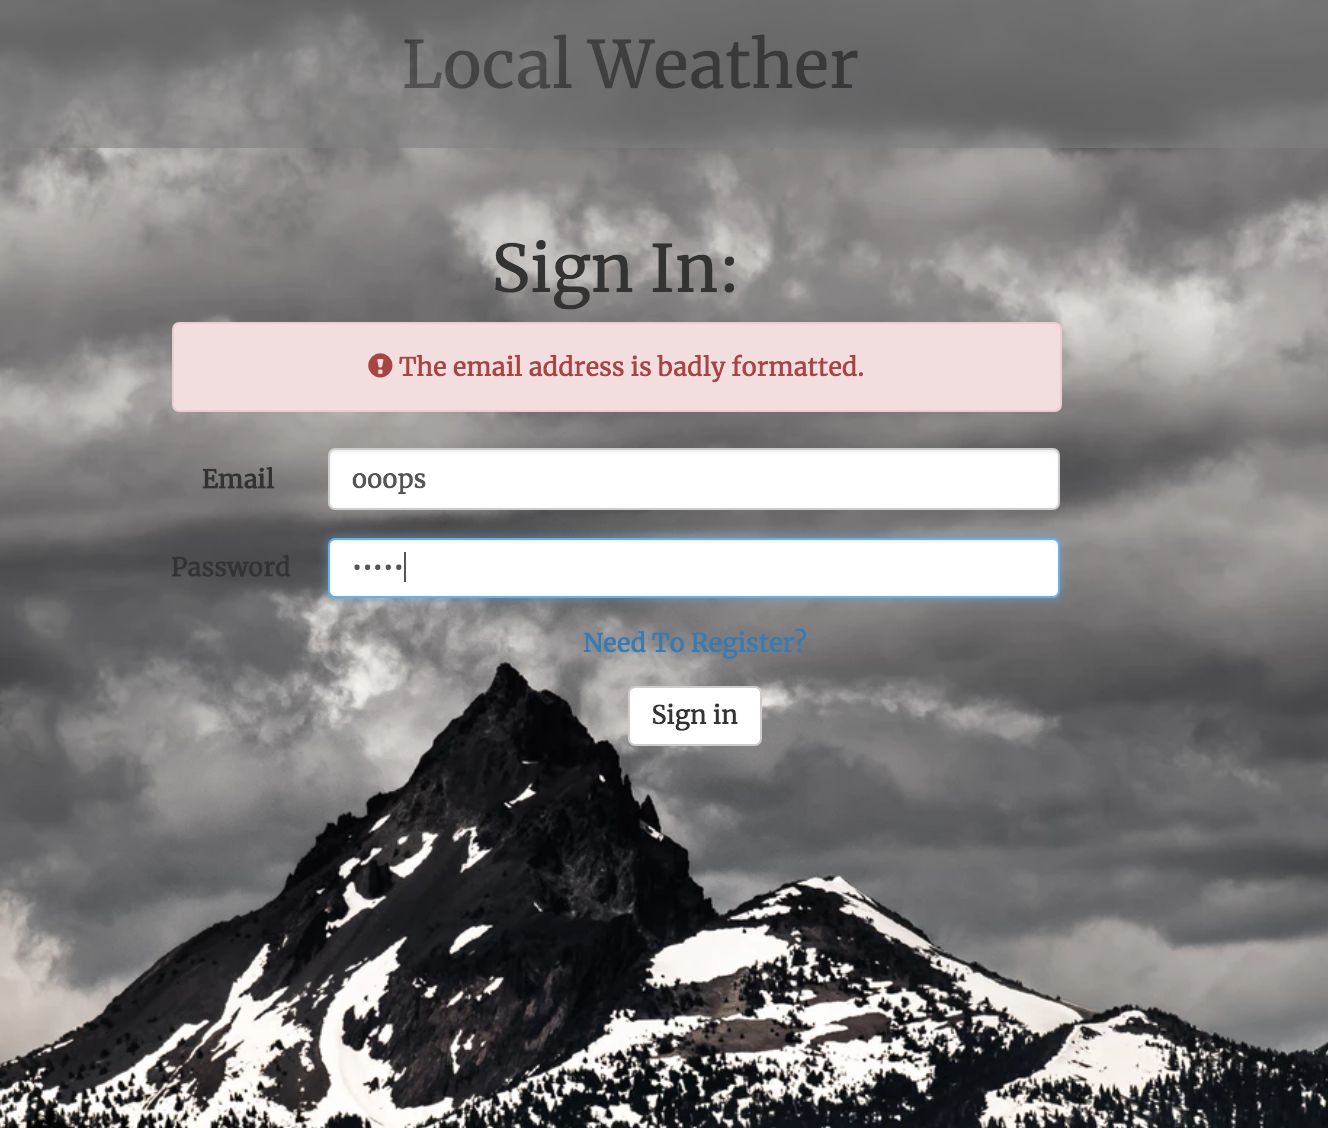 Local Weather
Sign In:
The email address is badly formatted.
Email
ooops
Password
•••••
Need To Register?
Sign in